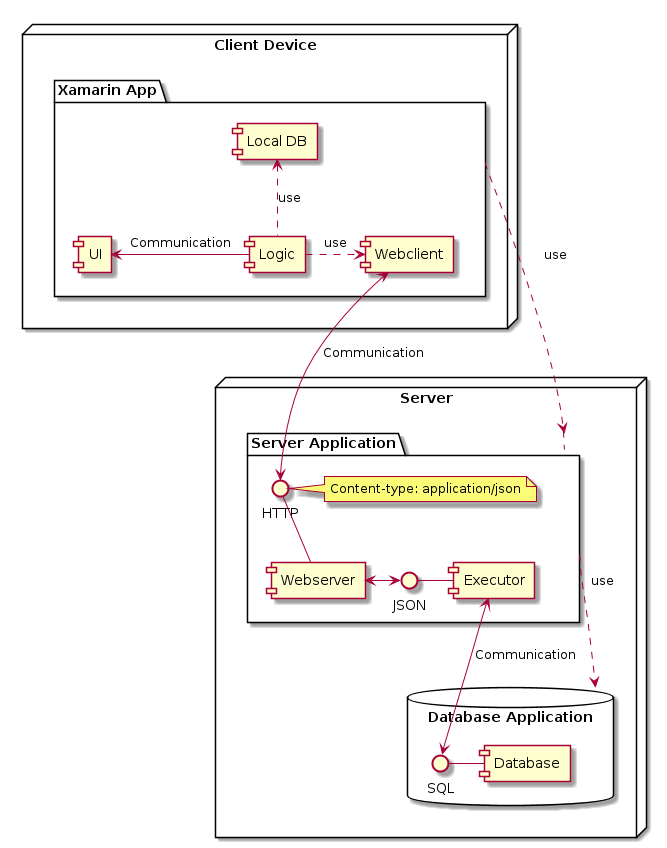 Client Device
Xamarin App
Local DB
use
Communication
use
UI
Logic
Webclient
use
Communication
Server
Server Application
Content-type: application/json
HTTP
Webserver
Executor
use
JSON
Communication
Database Application
Database
SQL